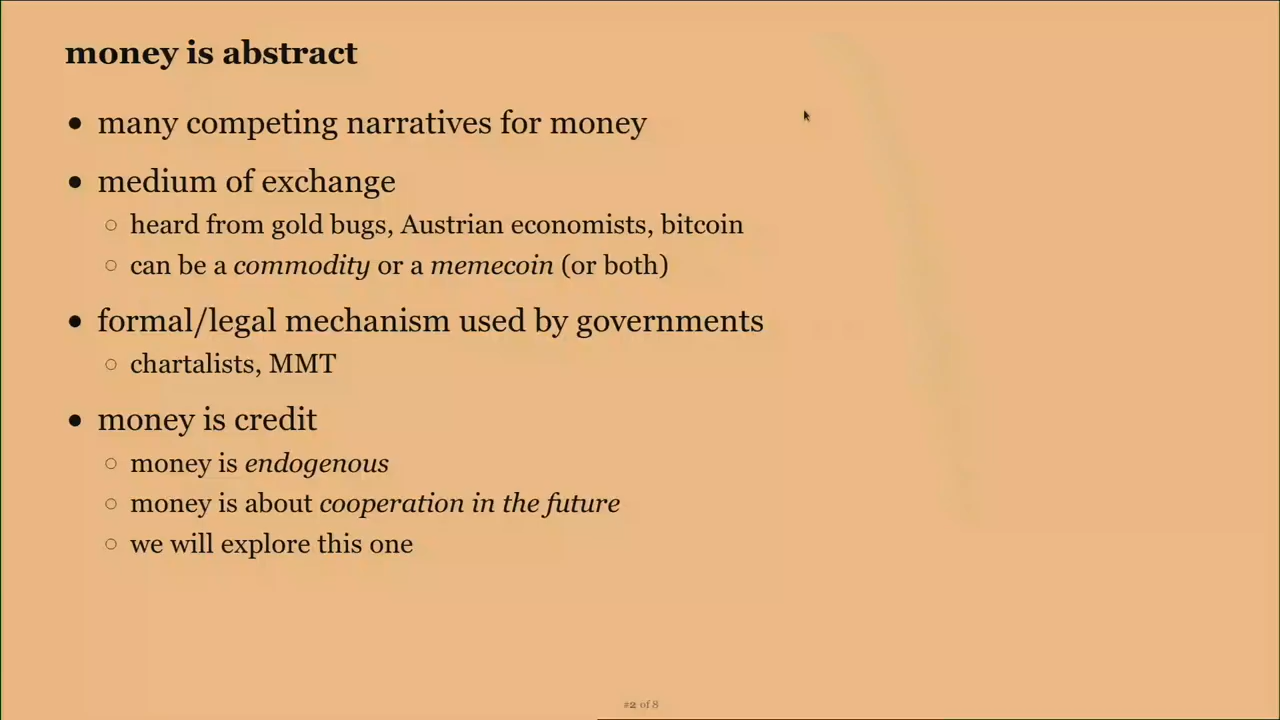 money is abstract
• many competing narratives for money
• medium of exchange
○ heard from gold bugs, Austrian economists, bitcoin
○ can be a commodity or a memecoin (or both)
• formal/legal mechanism used by governments
○ chartalists, MMT
• money is credit
○ money is endogenous
○ money is about cooperation in the future
○ we will explore this one
#2 of 8